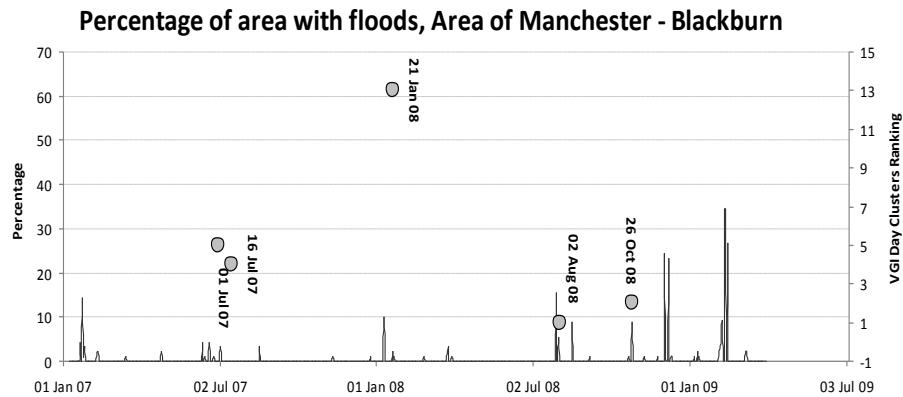 Percentage of area with floods, Area of Manchester - Blackburn
70
60
50
40
30
20
10
0
Percentage
15
13
11
9
7
5
3
1
-1
VGI Day Clusters Ranking
01 Jul 07
16 Jul 07
21 Jan 08
02 Aug 08
26 Oct 08
01 Jan 07
02 Jul 07
01 Jan 08
02 Jul 08
01 Jan 09
03 Jul 09